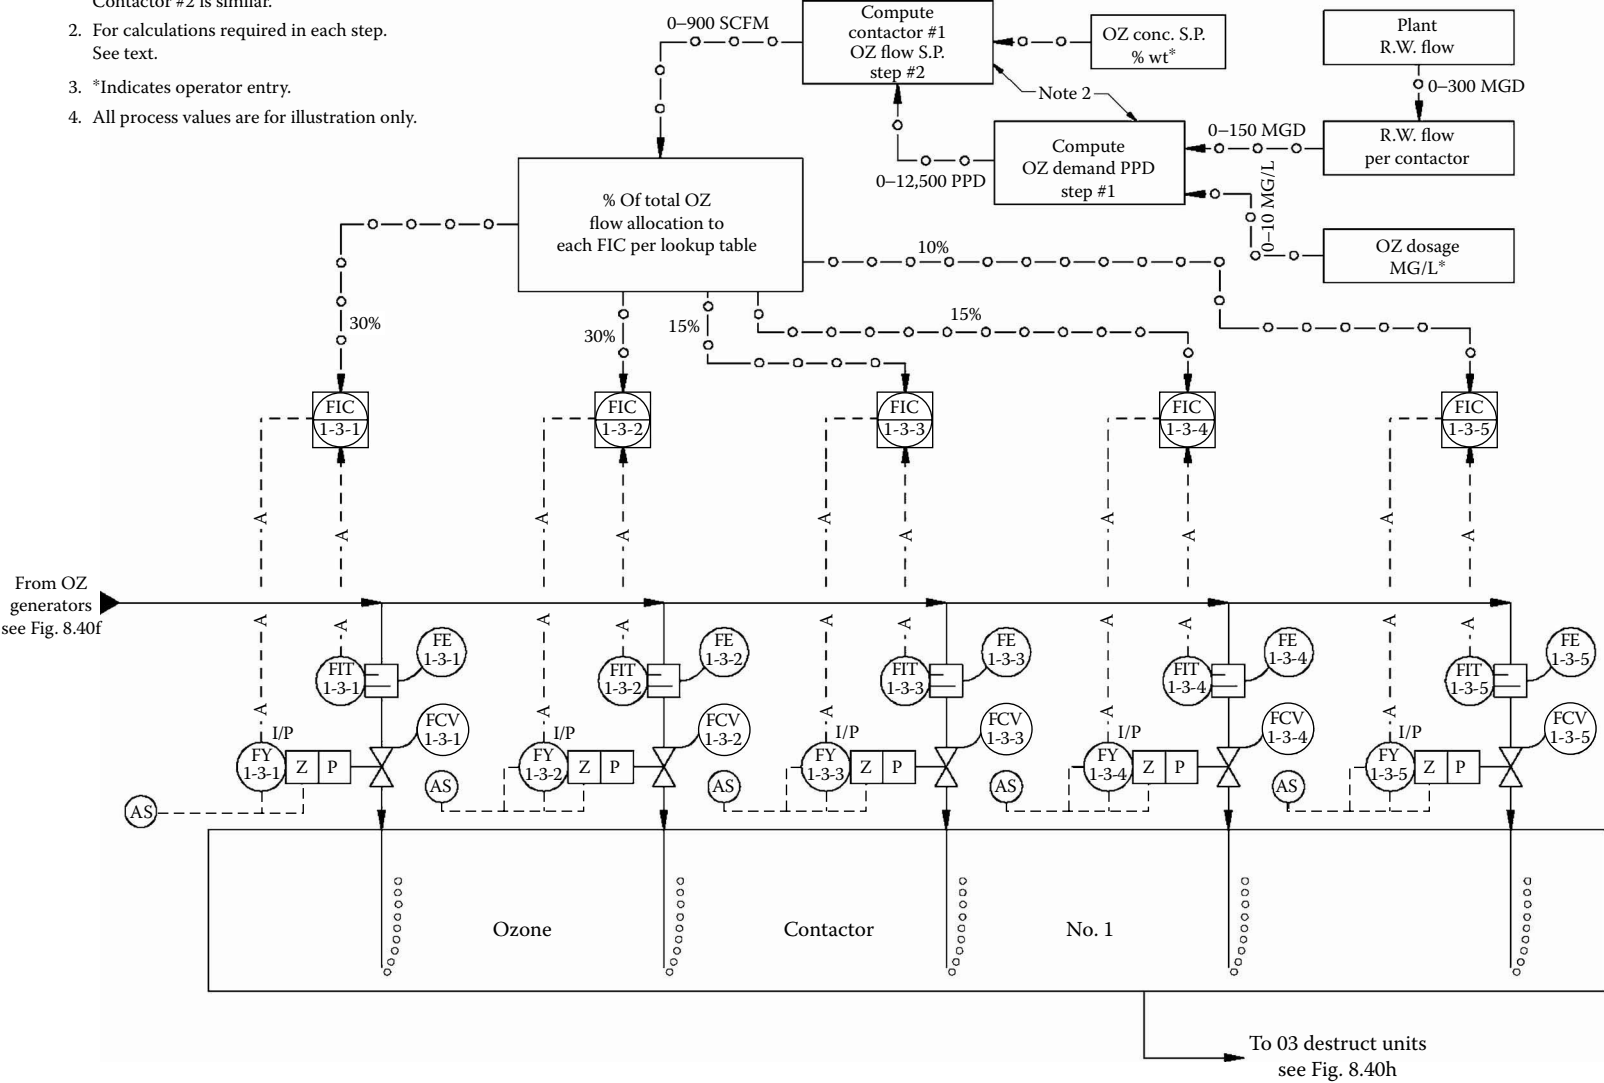 Contactor #2 is similar.
2. For calculations required in each step.
See text.
3. *Indicates operator entry.
4. All process values are for illustration only.
0–900 SCFM
Compute
contactor #1
OZ flow S.P.
step #2
OZ conc. S.P.
% wt*
Plant
R.W. flow
0–300 MGD
Note 2
R.W. flow
per contactor
0–150 MGD
Compute
OZ demand PPD
step #1
0–12,500 PPD
0–10 MG/L
OZ dosage
MG/L*
% Of total OZ
flow allocation to
each FIC per lookup table
30%
30%
15%
15%
10%
FIC
1-3-1
FIC
1-3-2
FIC
1-3-3
FIC
1-3-4
FIC
1-3-5
A
A
A
A
A
A
A
A
A
A
From OZ
generators
see Fig. 8.40f
A
A
A
A
A
A
A
A
A
A
FIT
1-3-1
FE
1-3-1
FIT
1-3-2
FE
1-3-2
FIT
1-3-3
FE
1-3-3
FIT
1-3-4
FE
1-3-4
FIT
1-3-5
FE
1-3-5
A
A
A
A
A
I/P
FY
1-3-1
Z
P
FCV
1-3-1
I/P
FY
1-3-2
Z
P
FCV
1-3-2
I/P
FY
1-3-3
Z
P
FCV
1-3-3
I/P
FY
1-3-4
Z
P
FCV
1-3-4
I/P
FY
1-3-5
Z
P
FCV
1-3-5
AS
AS
AS
AS
AS
Ozone
Contactor
No. 1
To 03 destruct units
see Fig. 8.40h